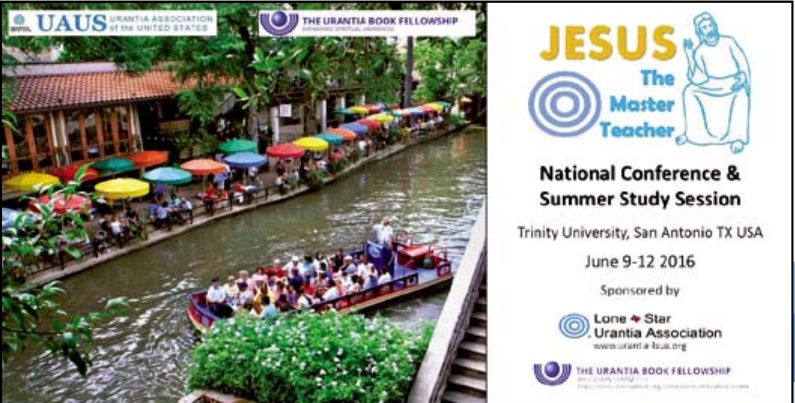 UAUS URANTIA ASSOCIATION
of the UNITED STATES
URANTIA
THE URANTIA BOOK FELLOWSHIP
JESUS
The
Master
Teacher
National Conference &
Summer Study Session
Trinity University, San Antonio TX USA
June 9-12 2016
Sponsored by
Lone Star
Urantia Association
www.urantia-lsua.org
THE URANTIA BOOK FELLOWSHIP